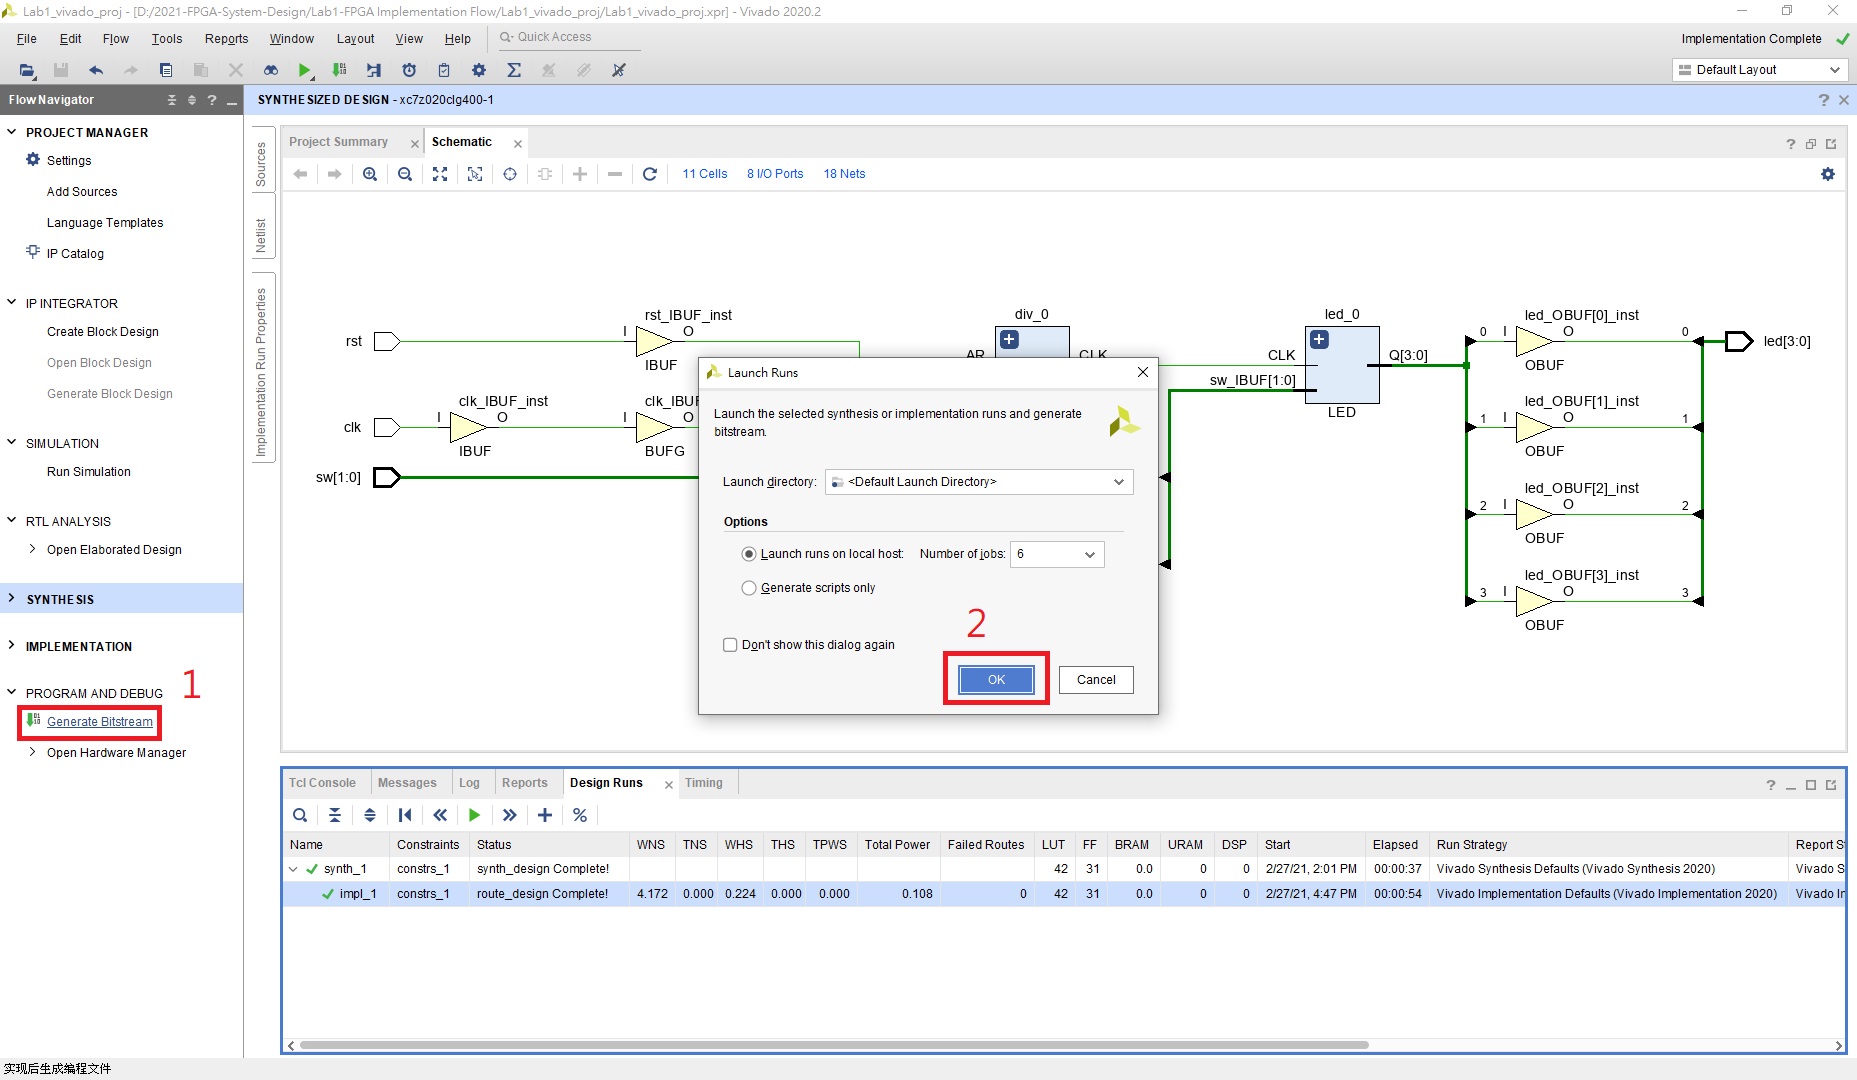 Lab1_vivado_proj - [D:/2021-FPGA-System-Design/Lab1-FPGA Implementation Flow/Lab1_vivado_proj/Lab1_vivado_proj.xpr] - Vivado 2020.2
File Edit Flow Tools Reports Window Layout View Help Quick Access
Implementation Complete
Default Layout
Flow Navigator
SYNTHESIZED DESIGN - xc7z020clg400-1
PROJECT MANAGER
Settings
Add Sources
Language Templates
IP Catalog
IP INTEGRATOR
Create Block Design
Open Block Design
Generate Block Design
SIMULATION
Run Simulation
RTL ANALYSIS
Open Elaborated Design
SYNTHESIS
IMPLEMENTATION
PROGRAM AND DEBUG
1
Generate Bitstream
Open Hardware Manager
Sources
Netlist
Implementation Run Properties
Project Summary Schematic
11 Cells 8 I/O Ports 18 Nets
rst
I
rst_IBUF_inst
O
IBUF
clk
I
clk_IBUF_inst
O
IBUF
I
clk_IBUF
O
BUFG
sw[1:0]
div_0
AR
CLK
led_0
CLK
sw_IBUF[1:0]
Q[3:0]
LED
led_OBUF[0]_inst
0 I O 0
OBUF
led[3:0]
led_OBUF[1]_inst
1 I O 1
OBUF
led_OBUF[2]_inst
2 I O 2
OBUF
led_OBUF[3]_inst
3 I O 3
OBUF
Launch Runs
Launch the selected synthesis or implementation runs and generate
bitstream.
Launch directory: <Default Launch Directory>
Options
Launch runs on local host: Number of jobs: 6
Generate scripts only
2
Don't show this dialog again
OK Cancel
Tcl Console Messages Log Reports Design Runs Timing
Name Constraints Status WNS TNS WHS THS TPWS Total Power Failed Routes LUT FF BRAM URAM DSP Start Elapsed Run Strategy Report S
synth_1 constrs_1 synth_design Complete! 42 31 0.0 0 0 2/27/21, 2:01 PM 00:00:37 Vivado Synthesis Defaults (Vivado Synthesis 2020) Vivado S
impl_1 constrs_1 route_design Complete! 4.172 0.000 0.224 0.000 0.000 0.108 0 42 31 0.0 0 0 2/27/21, 4:47 PM 00:00:54 Vivado Implementation Defaults (Vivado Implementation 2020) Vivado In
实现后生成编程文件